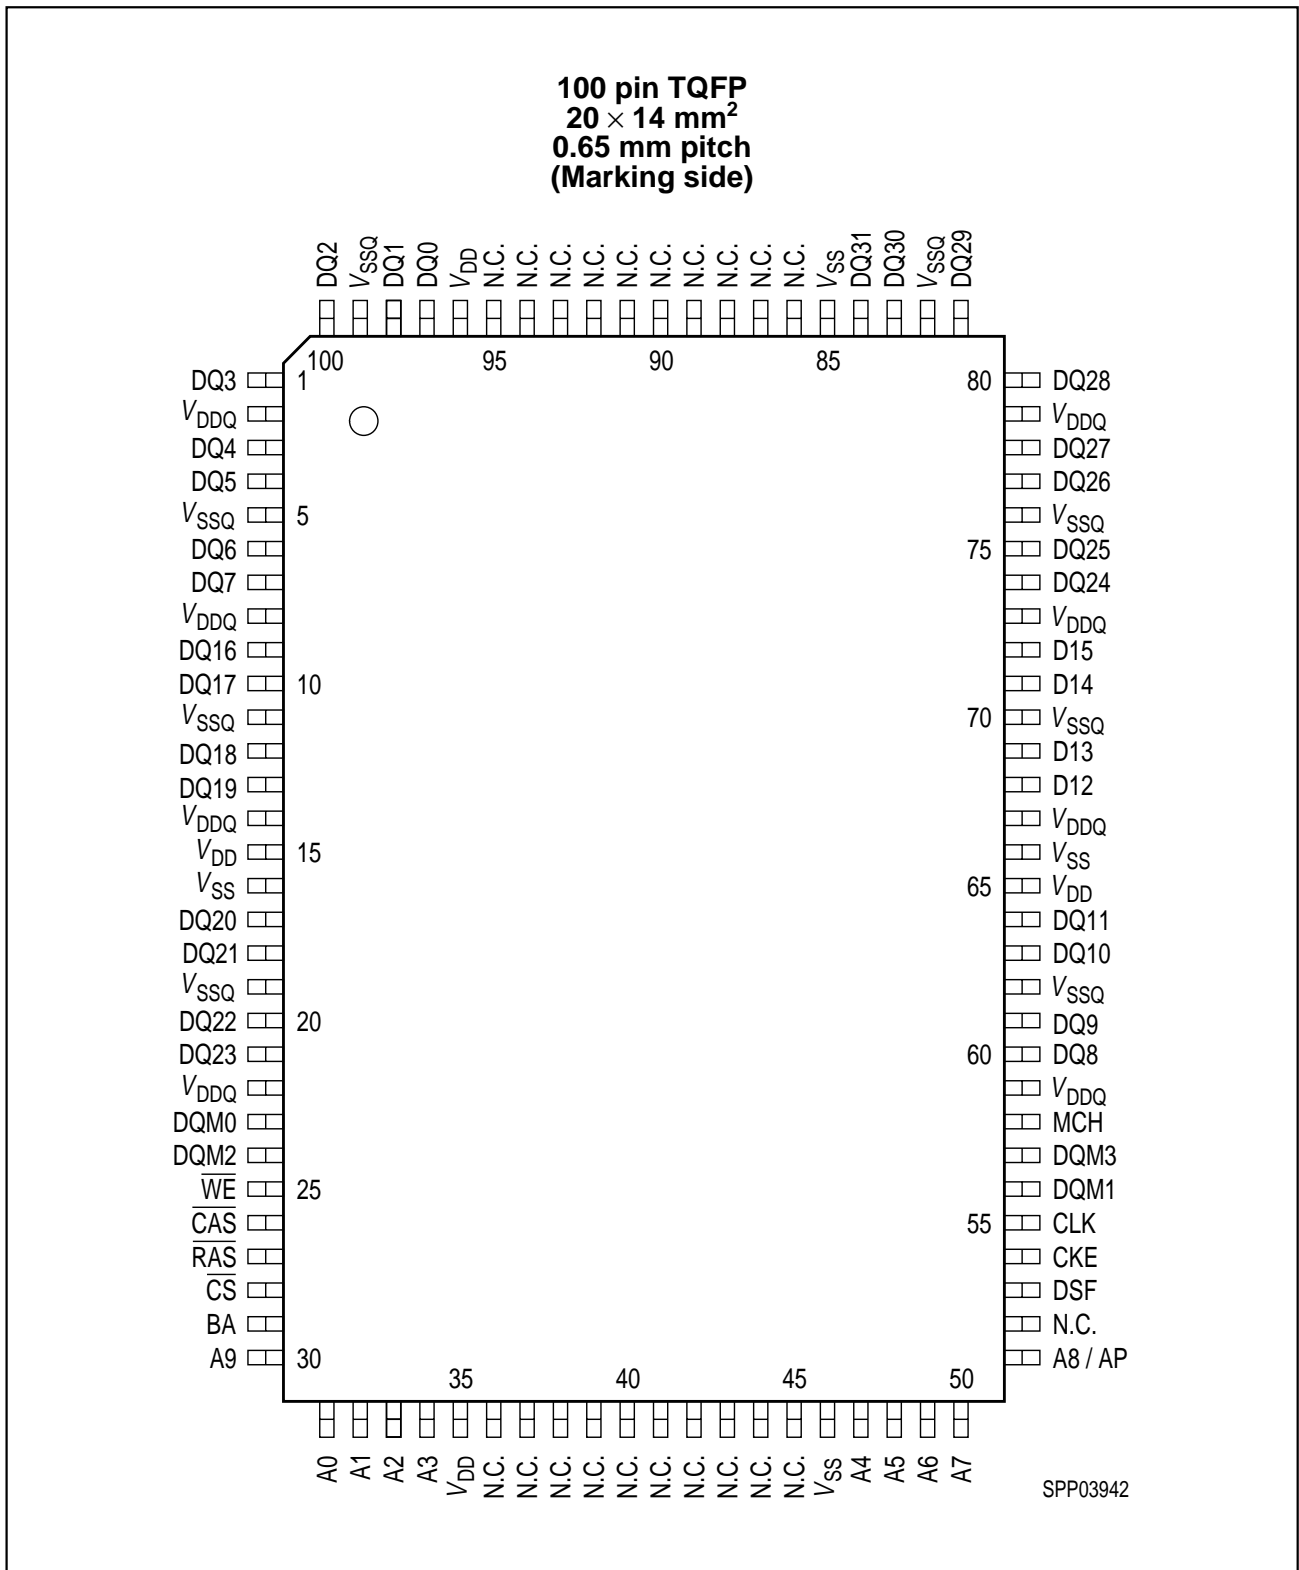 100 pin TQFP
20 × 14 mm²
0.65 mm pitch
(Marking side)
DQ2 VSSQ DQ1 DQ0 VDD N.C. N.C. N.C. N.C. N.C. N.C. N.C. N.C. N.C. N.C. VSS DQ31 DQ30 VSSQ DQ29
100 95 90 85
DQ3 1 80 DQ28
VDDQ VDDQ
DQ4 DQ27
DQ5 DQ26
VSSQ 5 VSSQ
DQ6 75 DQ25
DQ7 DQ24
VDDQ VDDQ
DQ16 D15
DQ17 10 D14
VSSQ 70 VSSQ
DQ18 D13
DQ19 D12
VDDQ VDDQ
VDD 15 VSS
VSS 65 VDD
DQ20 DQ11
DQ21 DQ10
VSSQ VSSQ
DQ22 20 DQ9
DQ23 60 DQ8
VDDQ VDDQ
DQM0 MCH
DQM2 DQM3
W̅E̅ 25 DQM1
C̅A̅S̅ 55 CLK
R̅A̅S̅ CKE
C̅S̅ DSF
BA N.C.
A9 30 A8 / AP
35 40 45 50
A0 A1 A2 A3 VDD N.C. N.C. N.C. N.C. N.C. N.C. N.C. N.C. N.C. N.C. VSS A4 A5 A6 A7
SPP03942